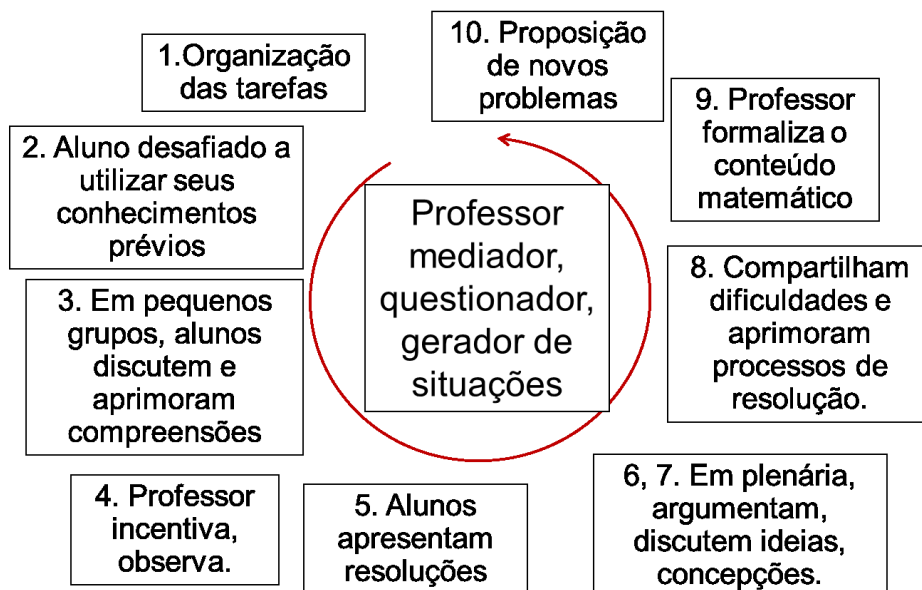 1.Organização
das tarefas
2. Aluno desafiado a
utilizar seus
conhecimentos
prévios
3. Em pequenos
grupos, alunos
discutem e
aprimoram
compreensões
4. Professor
incentiva,
observa.
5. Alunos
apresentam
resoluções
6, 7. Em plenária,
argumentam,
discutem ideias,
concepções.
8. Compartilham
dificuldades e
aprimoram
processos de
resolução.
9. Professor
formaliza o
conteúdo
matemático
10. Proposição
de novos
problemas
Professor
mediador,
questionador,
gerador de
situações